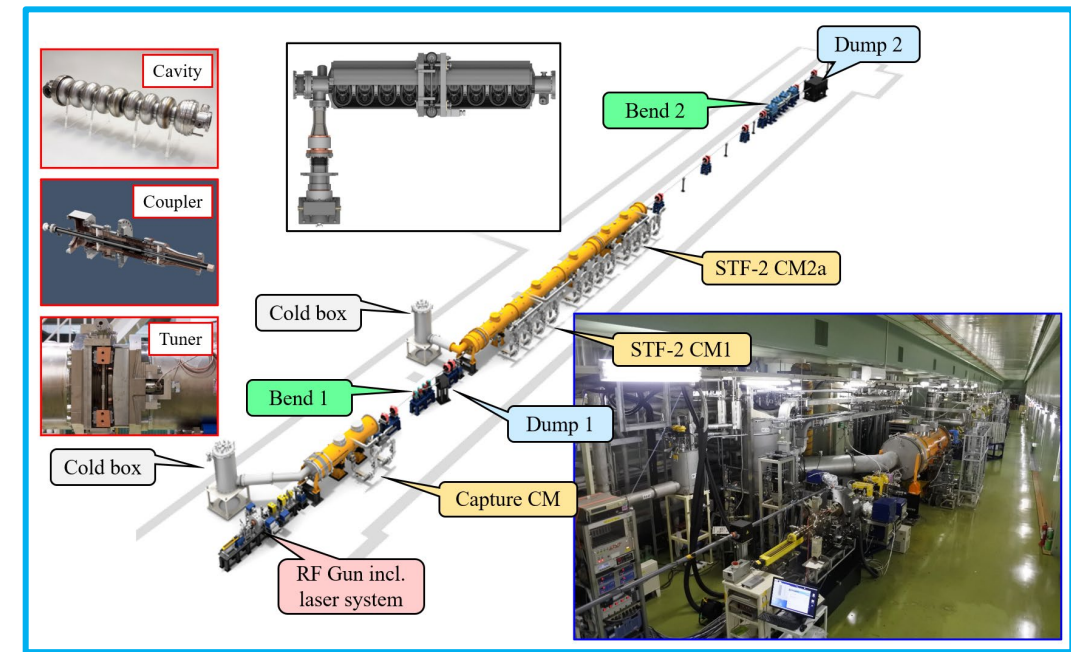 Cavity
Coupler
Tuner
Dump 2
Bend 2
STF-2 CM2a
Cold box
STF-2 CM1
Bend 1
Dump 1
Cold box
Capture CM
RF Gun incl.
laser system